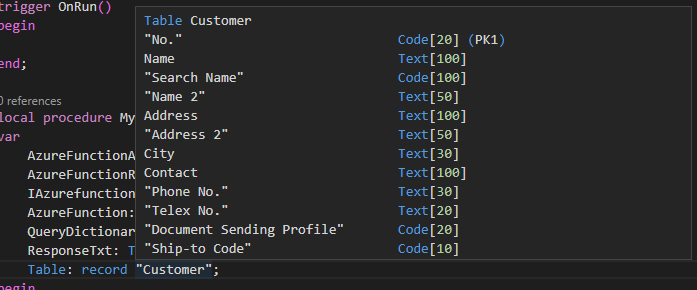 trigger OnRun()
begin
end;
0 references
local procedure My
var
AzureFunctionA
AzureFunctionR
IAzurefunction
AzureFunction:
QueryDictionar
ResponseTxt: T
Table: record "Customer";
begin
Table Customer
"No." Code[20] (PK1)
Name Text[100]
"Search Name" Code[100]
"Name 2" Text[50]
Address Text[100]
"Address 2" Text[50]
City Text[30]
Contact Text[100]
"Phone No." Text[30]
"Telex No." Text[20]
"Document Sending Profile" Code[20]
"Ship-to Code" Code[10]